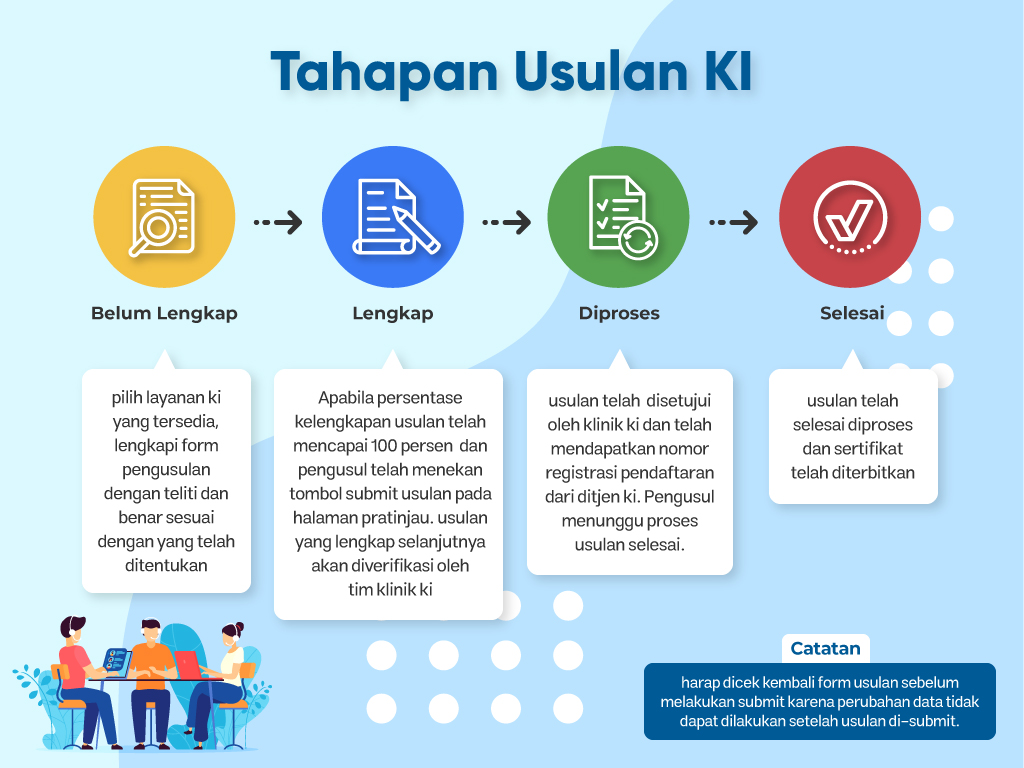 Tahapan Usulan KI
Belum Lengkap
Lengkap
Diproses
Selesai
pilih layanan ki
yang tersedia,
lengkapi form
pengusulan
dengan teliti dan
benar sesuai
dengan yang telah
ditentukan
Apabila persentase
kelengkapan usulan telah
mencapai 100 persen dan
pengusul telah menekan
tombol submit usulan pada
halaman pratinjau. usulan
yang lengkap selanjutnya
akan diverifikasi oleh
tim klinik ki
usulan telah disetujui
oleh klinik ki dan telah
mendapatkan nomor
registrasi pendaftaran
dari ditjen ki. Pengusul
menunggu proses
usulan selesai.
usulan telah
selesai diproses
dan sertifikat
telah diterbitkan
Catatan
harap dicek kembali form usulan sebelum
melakukan submit karena perubahan data tidak
dapat dilakukan setelah usulan di-submit.